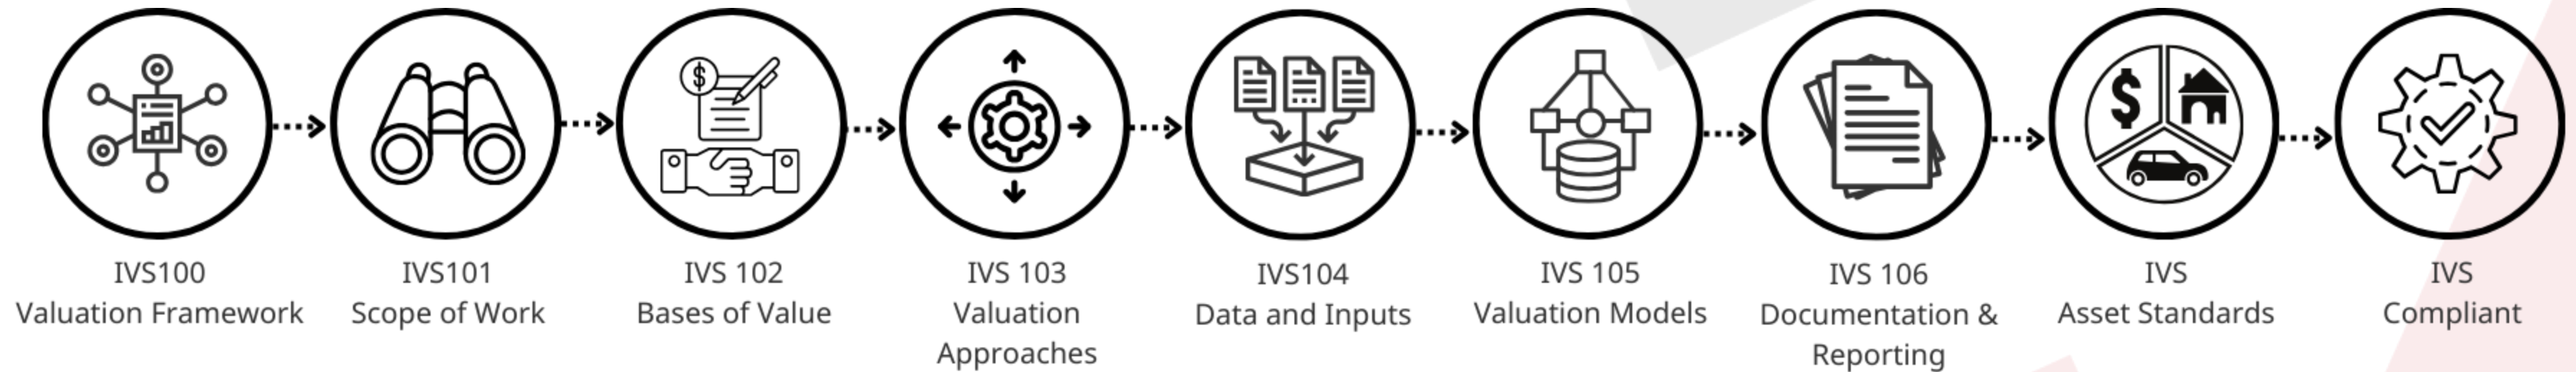 IVS100
Valuation Framework
IVS101
Scope of Work
IVS 102
Bases of Value
IVS 103
Valuation
Approaches
IVS104
Data and Inputs
IVS 105
Valuation Models
IVS 106
Documentation &
Reporting
IVS
Asset Standards
IVS
Compliant